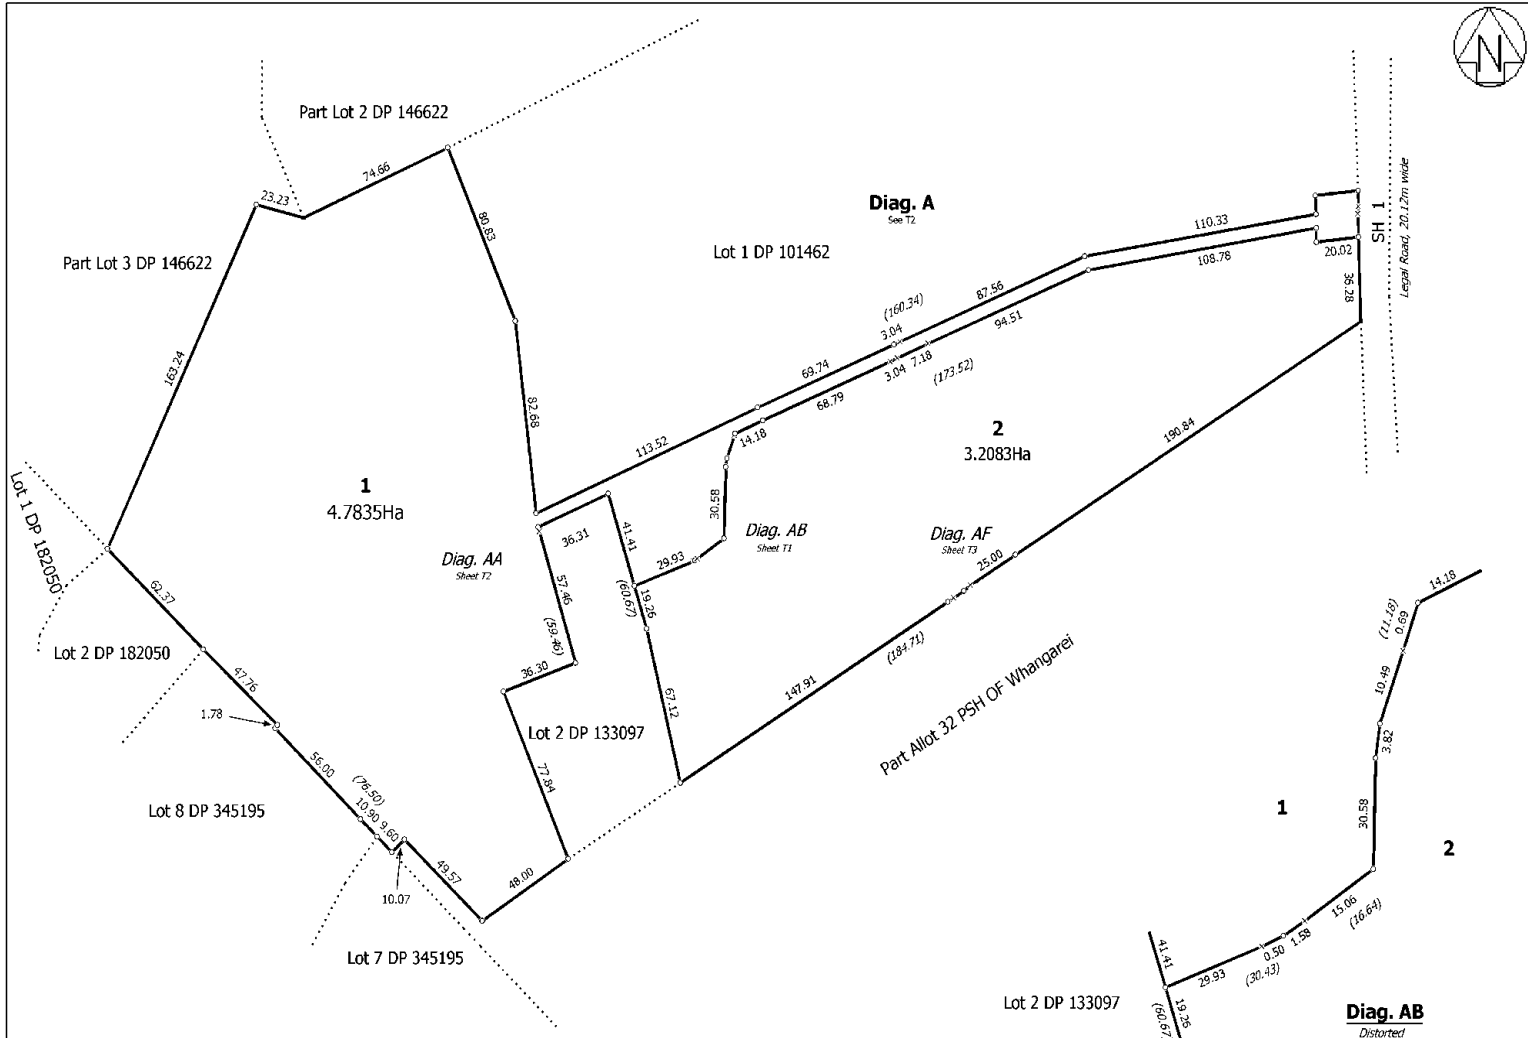 N
Part Lot 2 DP 146622
74.66
23.23
80.83
Diag. A
See T2
Lot 1 DP 101462
110.33
108.78
20.02
SH 1
Legal Road, 20.12m wide
36.28
Part Lot 3 DP 146622
163.24
82.68
87.56
(160.34)
3.04
69.74
94.51
7.18
3.04
(173.52)
68.79
14.18
113.52
2
3.2083Ha
190.84
1
4.7835Ha
Lot 1 DP 182050
30.58
36.31
41.41
Diag. AB
Sheet T1
Diag. AF
Sheet T3
25.00
Diag. AA
Sheet T2
57.46
(59.46)
29.93
(60.67)
19.26
62.37
Lot 2 DP 182050
47.76
1.78
36.30
67.12
(184.71)
147.91
Part Allot 32 PSH OF Whangarei
Lot 2 DP 133097
77.84
56.00
(76.50)
10.90
9.60
Lot 8 DP 345195
10.07
49.57
48.00
Lot 7 DP 345195
14.18
(11.18)
0.69
10.49
3.82
1
30.58
2
15.06
(16.64)
1.58
0.50
(30.43)
29.93
41.41
19.26
(60.67
Lot 2 DP 133097
Diag. AB
Distorted